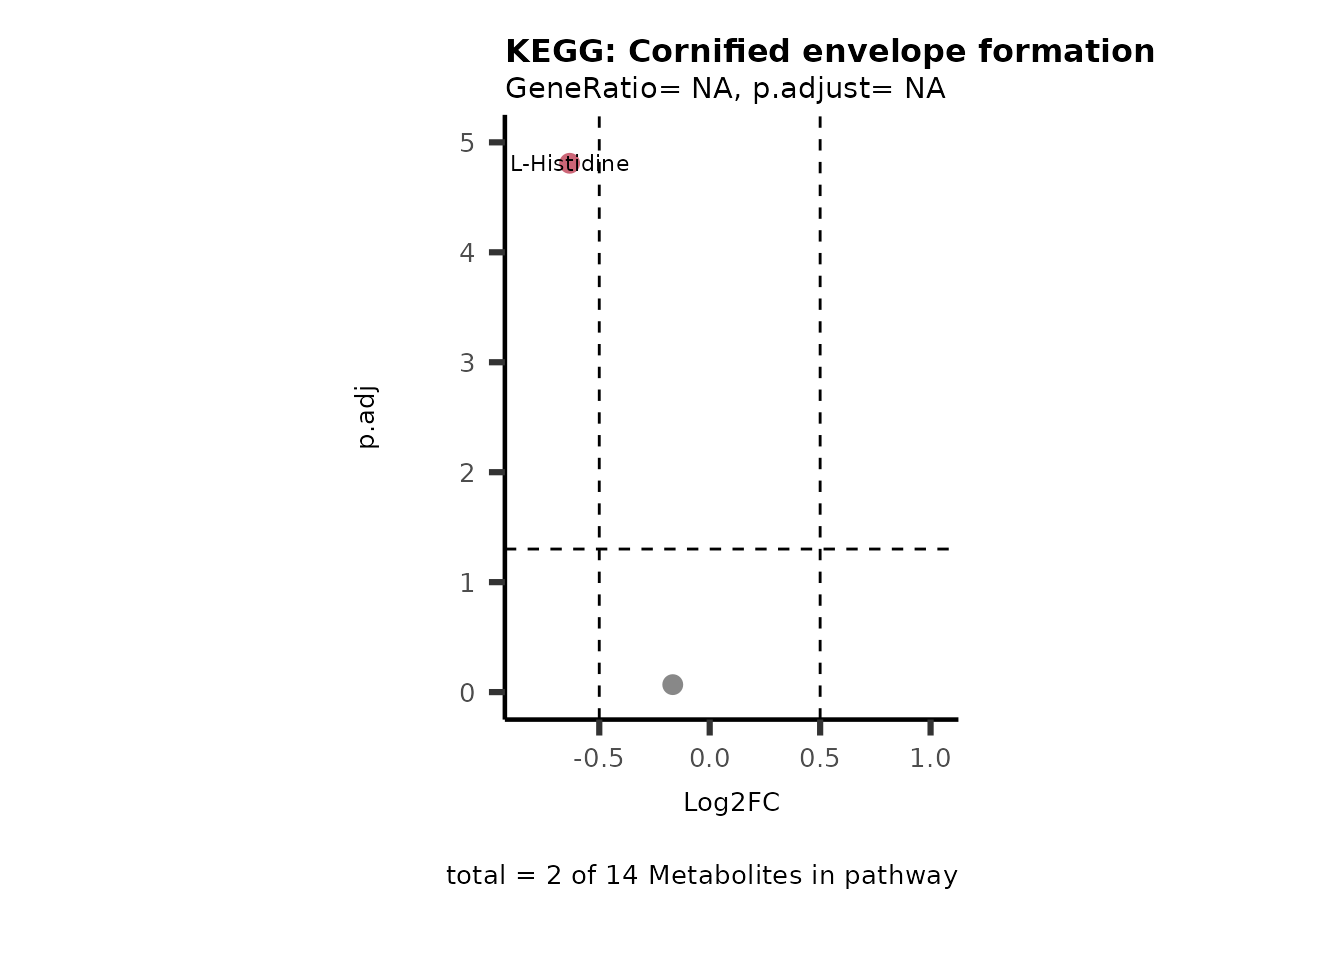 KEGG: Cornified envelope formation
GeneRatio= NA, p.adjust= NA
5
L-Histidine
4
3
p.adj
2
1
0
-0.5 0.0 0.5 1.0
Log2FC
total = 2 of 14 Metabolites in pathway